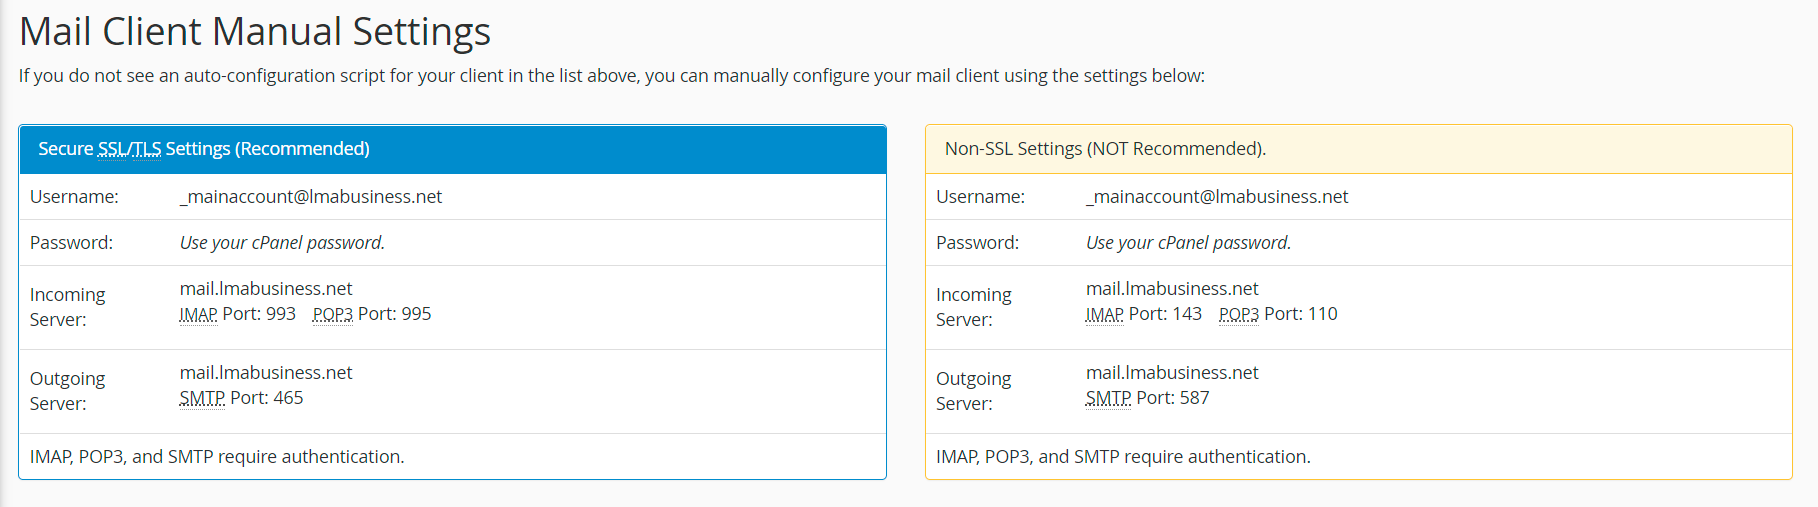 Mail Client Manual Settings
If you do not see an auto-configuration script for your client in the list above, you can manually configure your mail client using the settings below:
Secure SSL/TLS Settings (Recommended)
Username: _mainaccount@lmabusiness.net
Password: Use your cPanel password.
Incoming Server: mail.lmabusiness.net
IMAP Port: 993 POP3 Port: 995
Outgoing Server: mail.lmabusiness.net
SMTP Port: 465
IMAP, POP3, and SMTP require authentication.
Non-SSL Settings (NOT Recommended).
Username: _mainaccount@lmabusiness.net
Password: Use your cPanel password.
Incoming Server: mail.lmabusiness.net
IMAP Port: 143 POP3 Port: 110
Outgoing Server: mail.lmabusiness.net
SMTP Port: 587
IMAP, POP3, and SMTP require authentication.